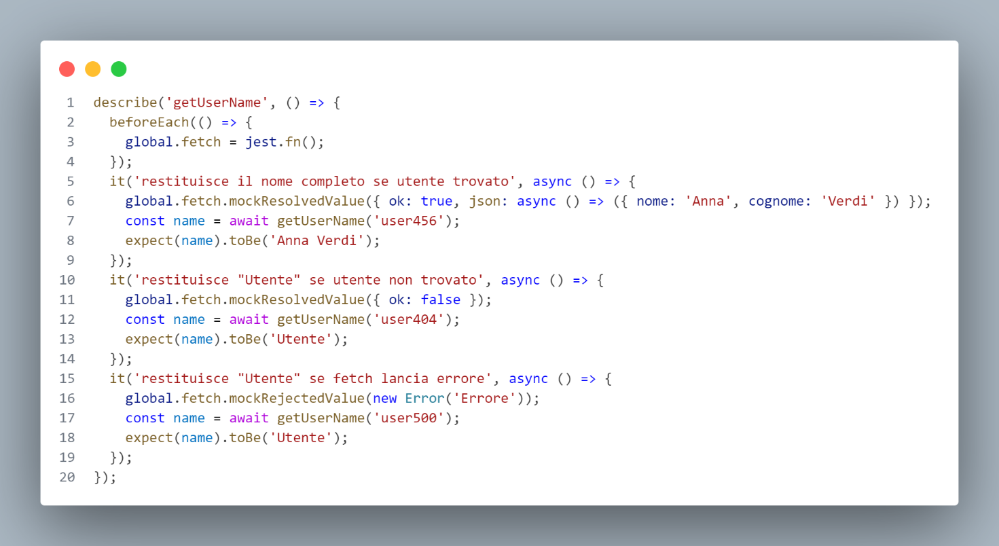 1 describe('getUserName', () => {
2   beforeEach(() => {
3     global.fetch = jest.fn();
4   });
5   it('restituisce il nome completo se utente trovato', async () => {
6     global.fetch.mockResolvedValue({ ok: true, json: async () => ({ nome: 'Anna', cognome: 'Verdi' }) });
7     const name = await getUserName('user456');
8     expect(name).toBe('Anna Verdi');
9   });
10   it('restituisce "Utente" se utente non trovato', async () => {
11     global.fetch.mockResolvedValue({ ok: false });
12     const name = await getUserName('user404');
13     expect(name).toBe('Utente');
14   });
15   it('restituisce "Utente" se fetch lancia errore', async () => {
16     global.fetch.mockRejectedValue(new Error('Errore'));
17     const name = await getUserName('user500');
18     expect(name).toBe('Utente');
19   });
20 });